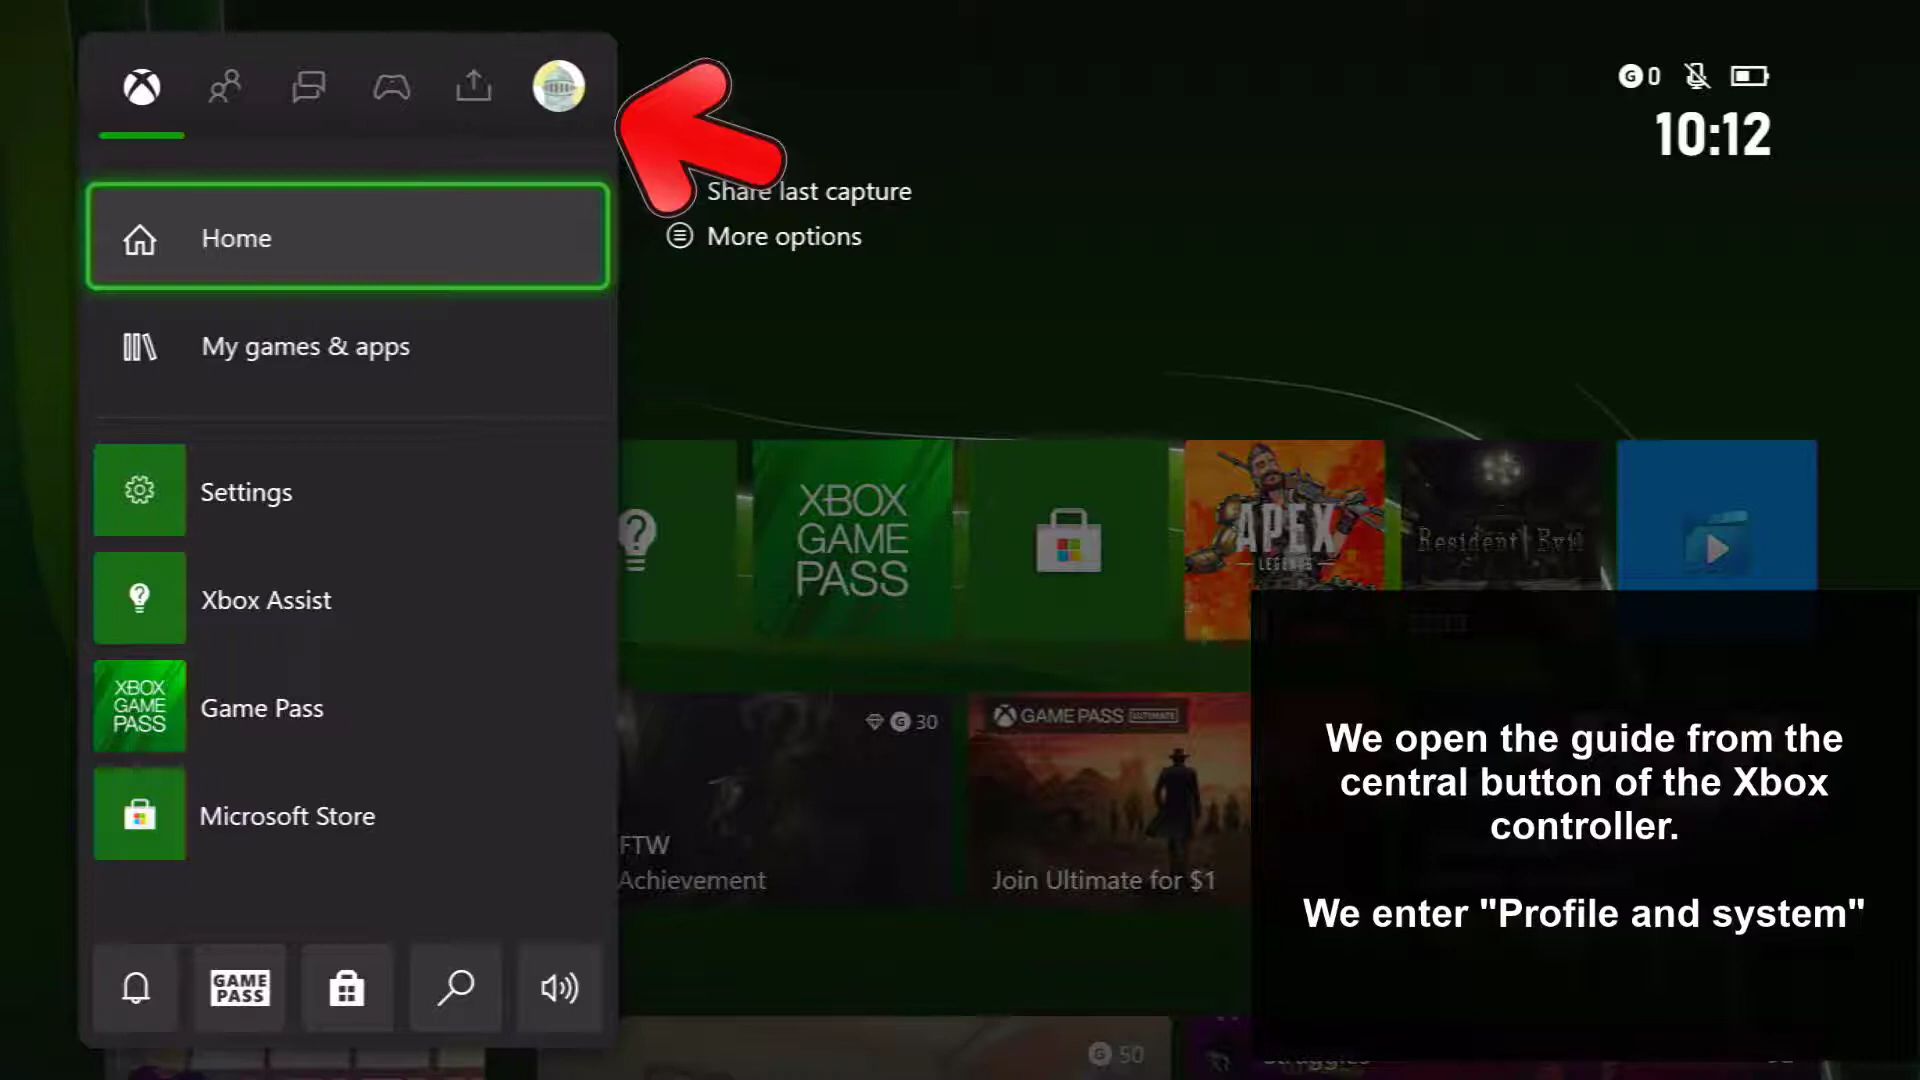 G 0
10:12
Share last capture
More options
Home
My games & apps
Settings
Xbox Assist
XBOX
GAME
PASS
Game Pass
Microsoft Store
GAME
PASS
XBOX
GAME
PASS
APEX
LEGENDS
Resident Evil
G 30
FTW
Achievement
GAME PASS ULTIMATE
Join Ultimate for $1
G 50
We open the guide from the
central button of the Xbox
controller.
We enter "Profile and system"